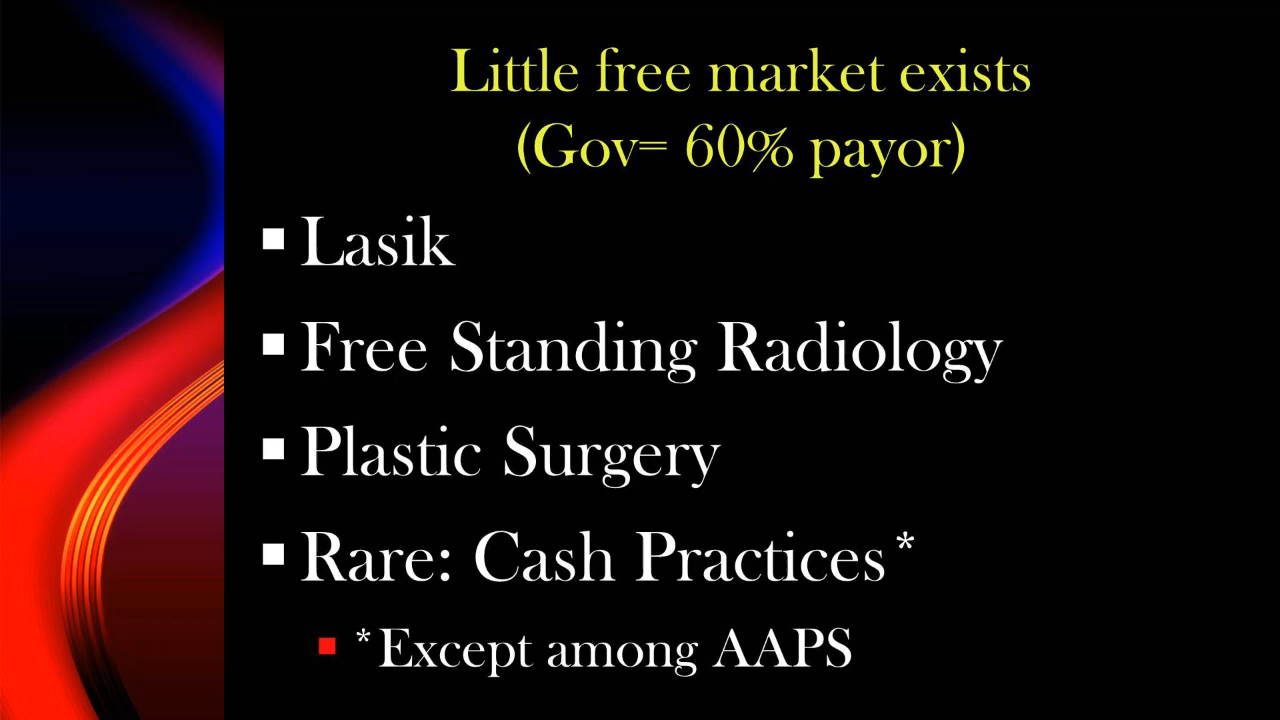 Little free market exists
(Gov= 60% payor)
Lasik
Free Standing Radiology
Plastic Surgery
Rare: Cash Practices*
*Except among AAPS